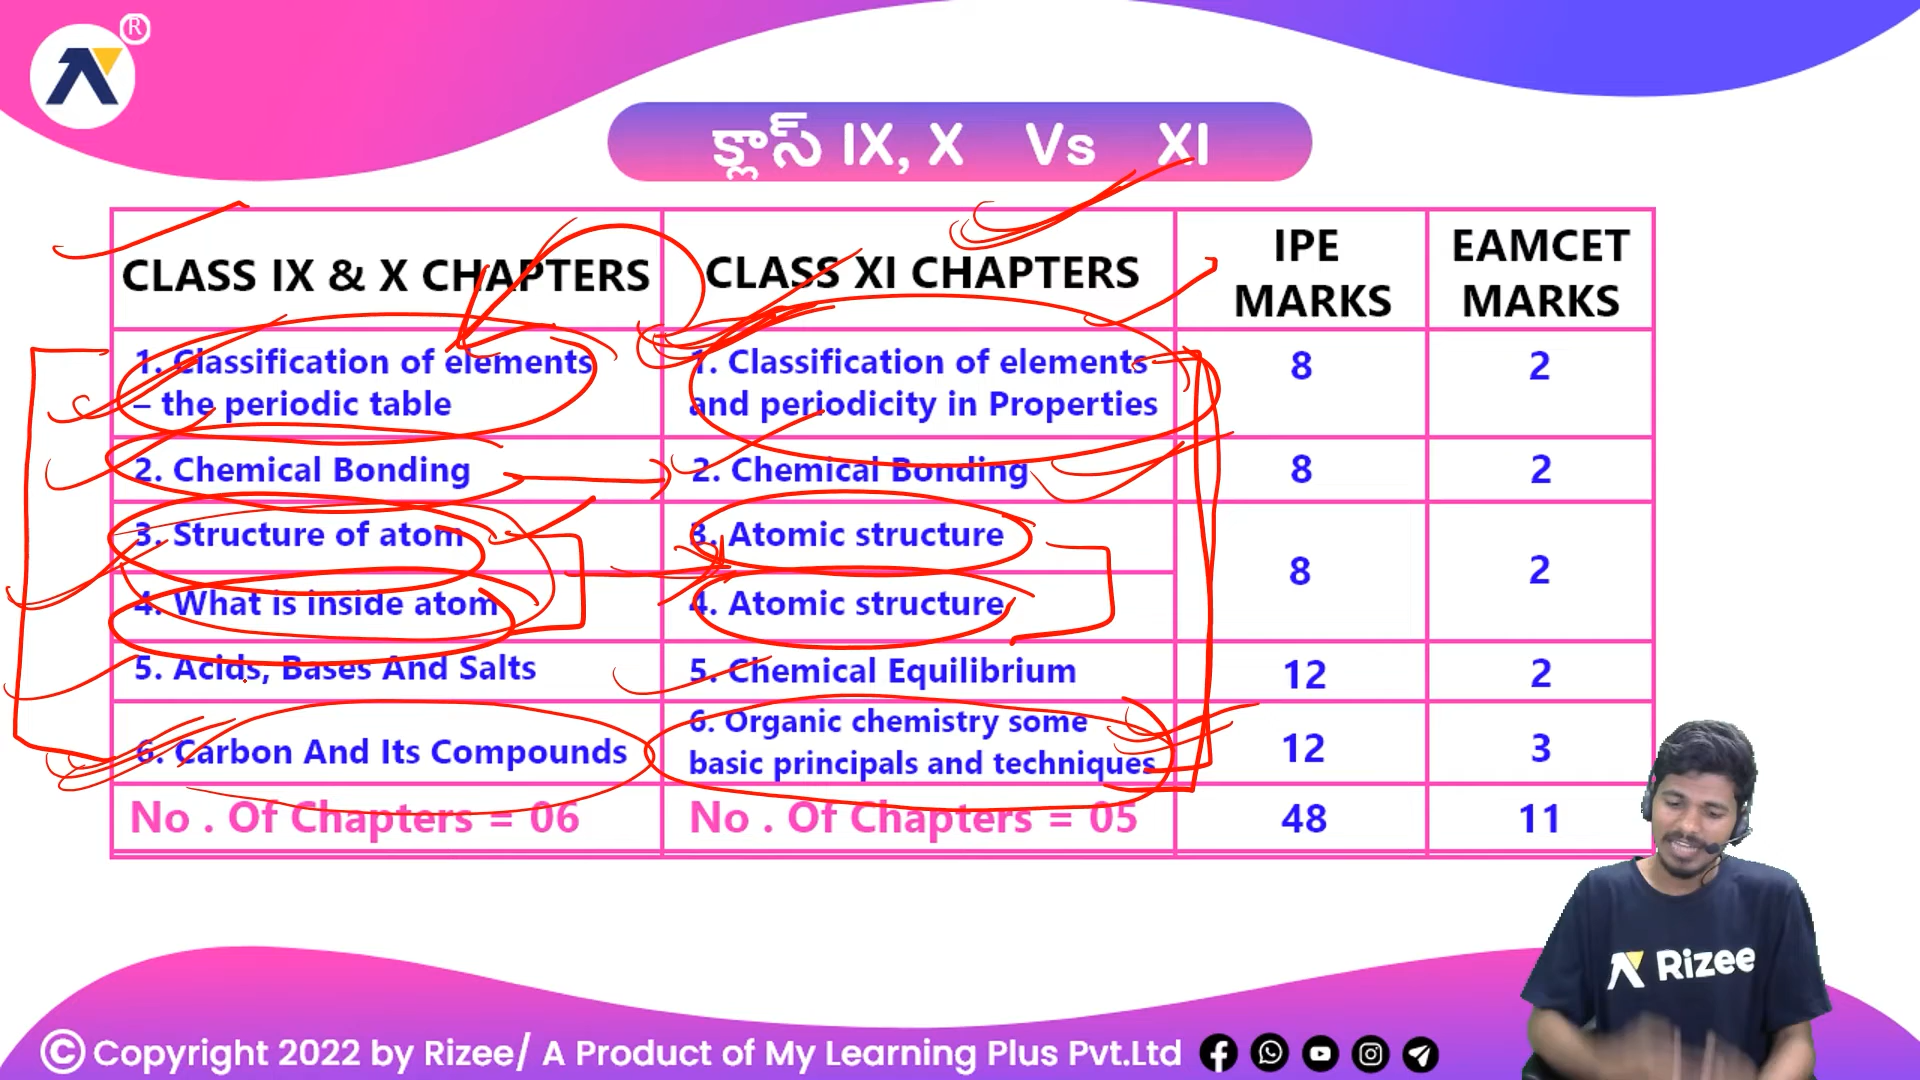 ®
క్లాస్ IX, X Vs XI
CLASS IX & X CHAPTERS
CLASS XI CHAPTERS
IPE
MARKS
EAMCET
MARKS
1. Classification of elements
– the periodic table
1. Classification of elements
and periodicity in Properties
8
2
2. Chemical Bonding
2. Chemical Bonding
8
2
3. Structure of atom
3. Atomic structure
4. What is inside atom
4. Atomic structure
8
2
5. Acids, Bases And Salts
5. Chemical Equilibrium
12
2
6. Carbon And Its Compounds
6. Organic chemistry some
basic principals and techniques
12
3
No . Of Chapters = 06
No . Of Chapters = 05
48
11
Rizee
© Copyright 2022 by Rizee/ A Product of My Learning Plus Pvt.Ltd